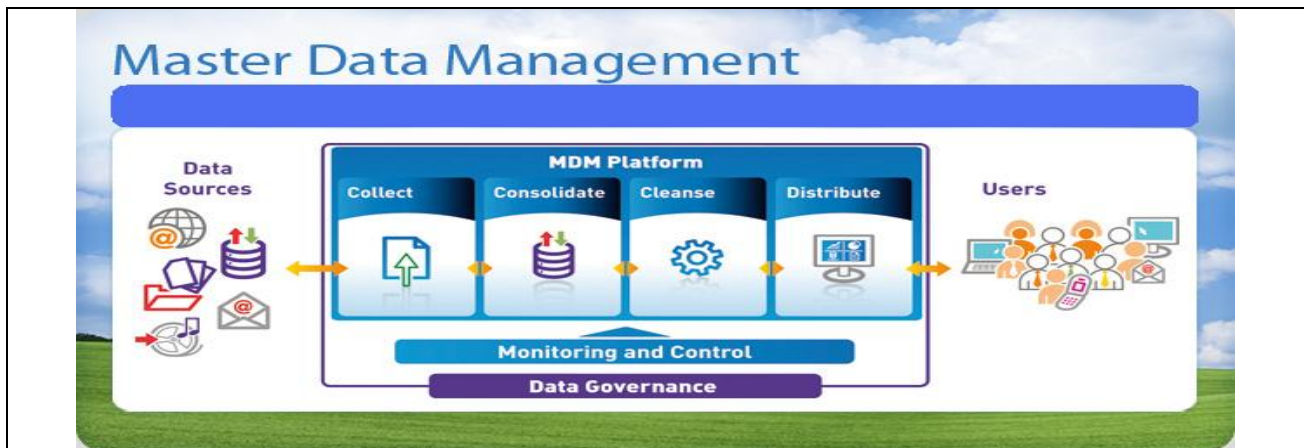 Master Data Management
Data
Sources
MDM Platform
Collect
Consolidate
Cleanse
Distribute
Users
@
@
@
Monitoring and Control
Data Governance